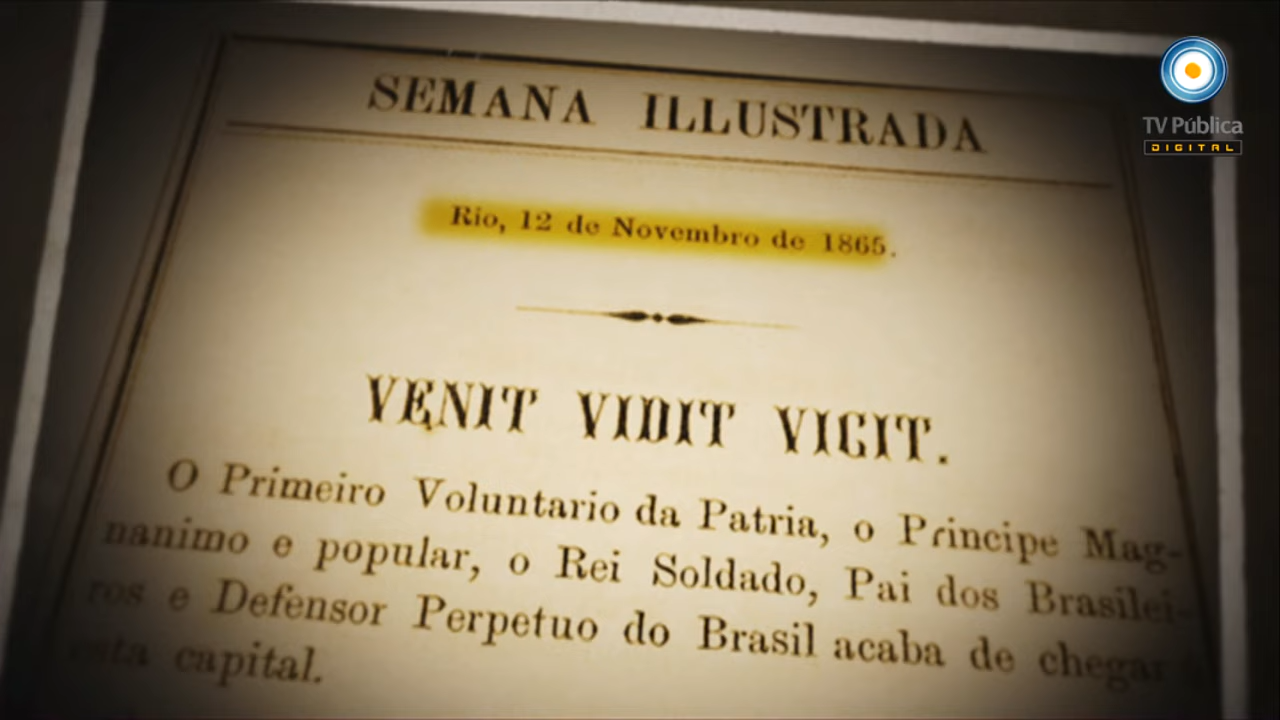 SEMANA ILLUSTRADA
TV Pública
DIGITAL
Rio, 12 de Novembro de 1865.
VENIT VIDIT VICIT.
O Primeiro Voluntario da Patria, o Principe Mag-
nanimo e popular, o Rei Soldado, Pai dos Brasilei-
ros e Defensor Perpetuo do Brasil acaba de chegar
esta capital.